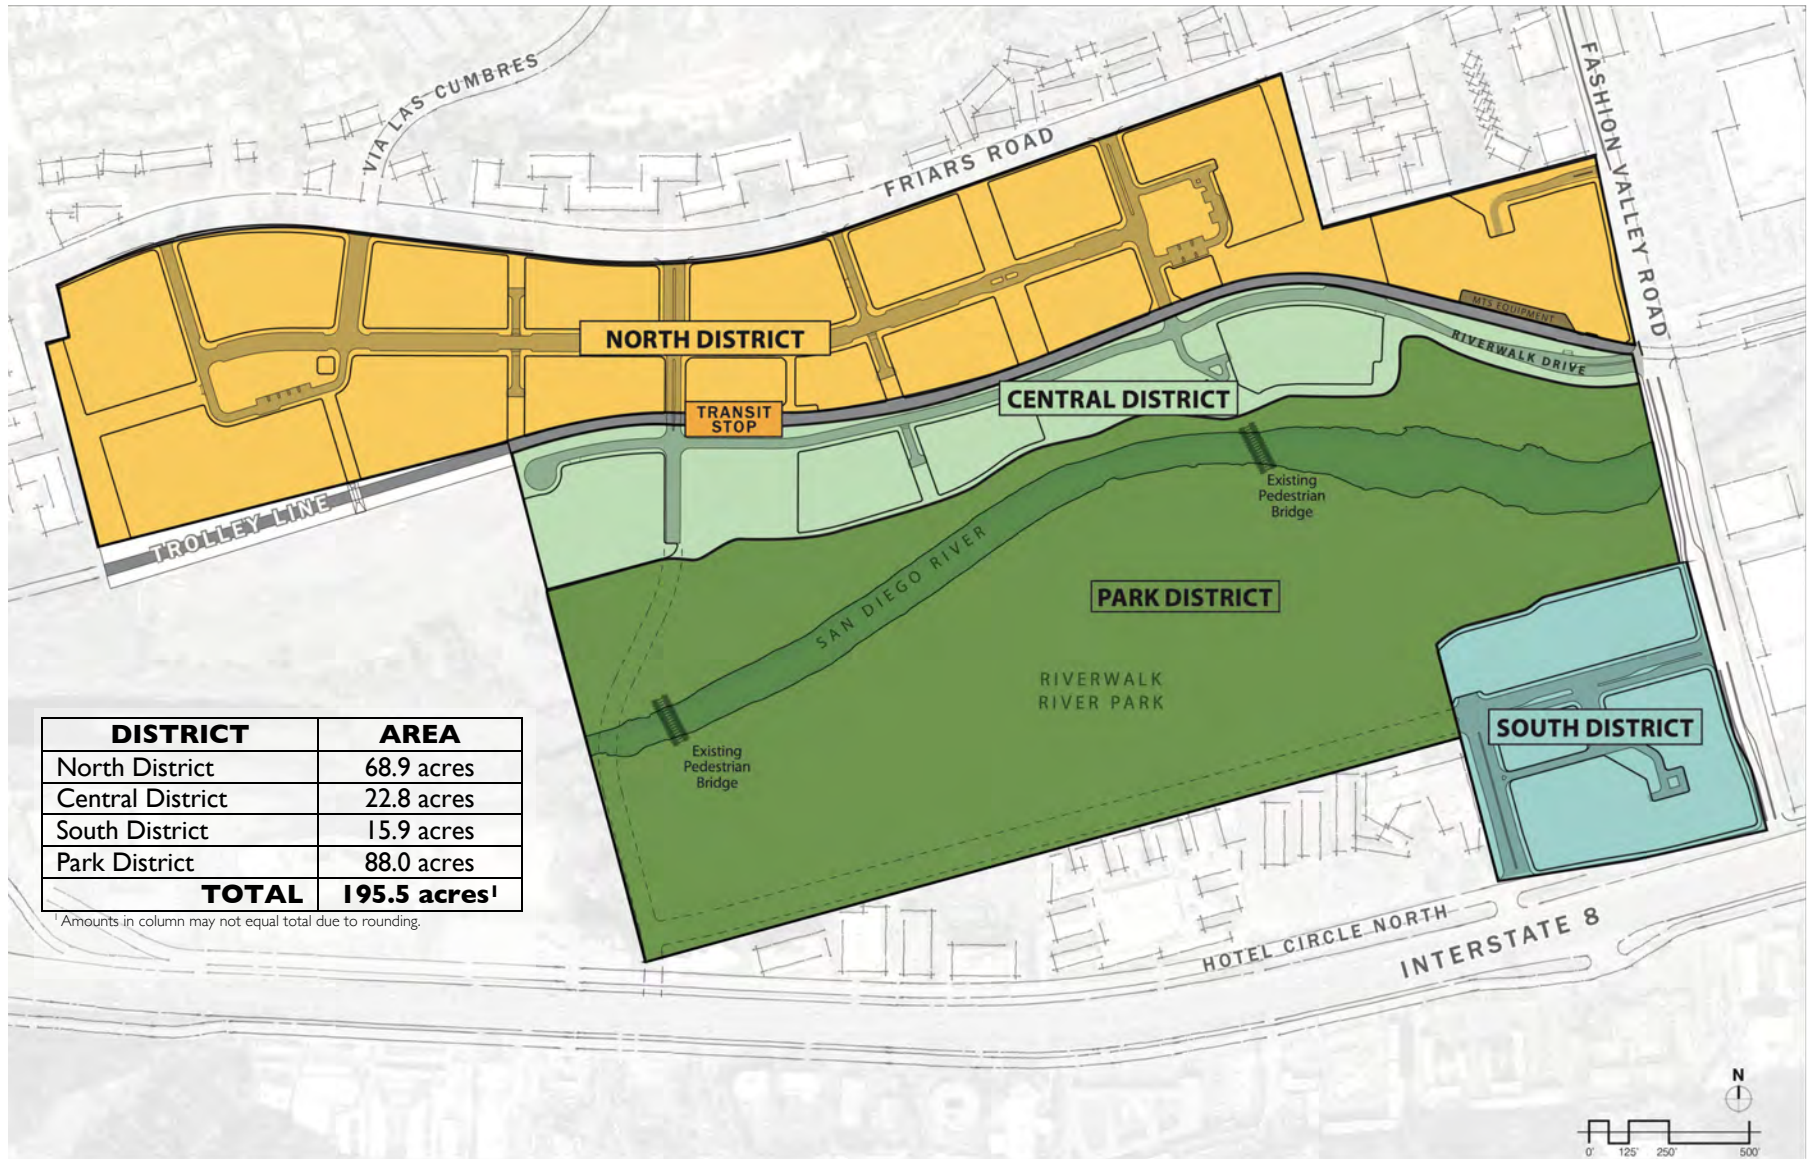 VIA LAS CUMBRES
FRIARS ROAD
FASHION VALLEY ROAD
MTS EQUIPMENT
NORTH DISTRICT
RIVERWALK DRIVE
CENTRAL DISTRICT
TRANSIT
STOP
TROLLEY LINE
Existing
Pedestrian
Bridge
SAN DIEGO RIVER
PARK DISTRICT
RIVERWALK
RIVER PARK
SOUTH DISTRICT
Existing
Pedestrian
Bridge
DISTRICT AREA
North District 68.9 acres
Central District 22.8 acres
South District 15.9 acres
Park District 88.0 acres
TOTAL 195.5 acres¹
¹ Amounts in column may not equal total due to rounding.
HOTEL CIRCLE NORTH
INTERSTATE 8
N
0' 125' 250' 500'